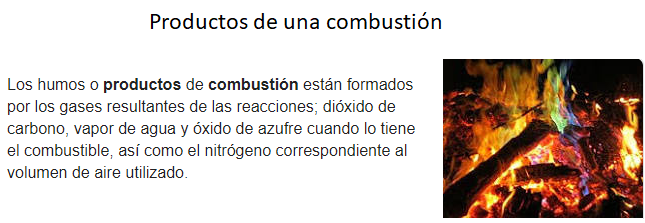 Productos de una combustión
Los humos o productos de combustión están formados
por los gases resultantes de las reacciones; dióxido de
carbono, vapor de agua y óxido de azufre cuando lo tiene
el combustible, así como el nitrógeno correspondiente al
volumen de aire utilizado.